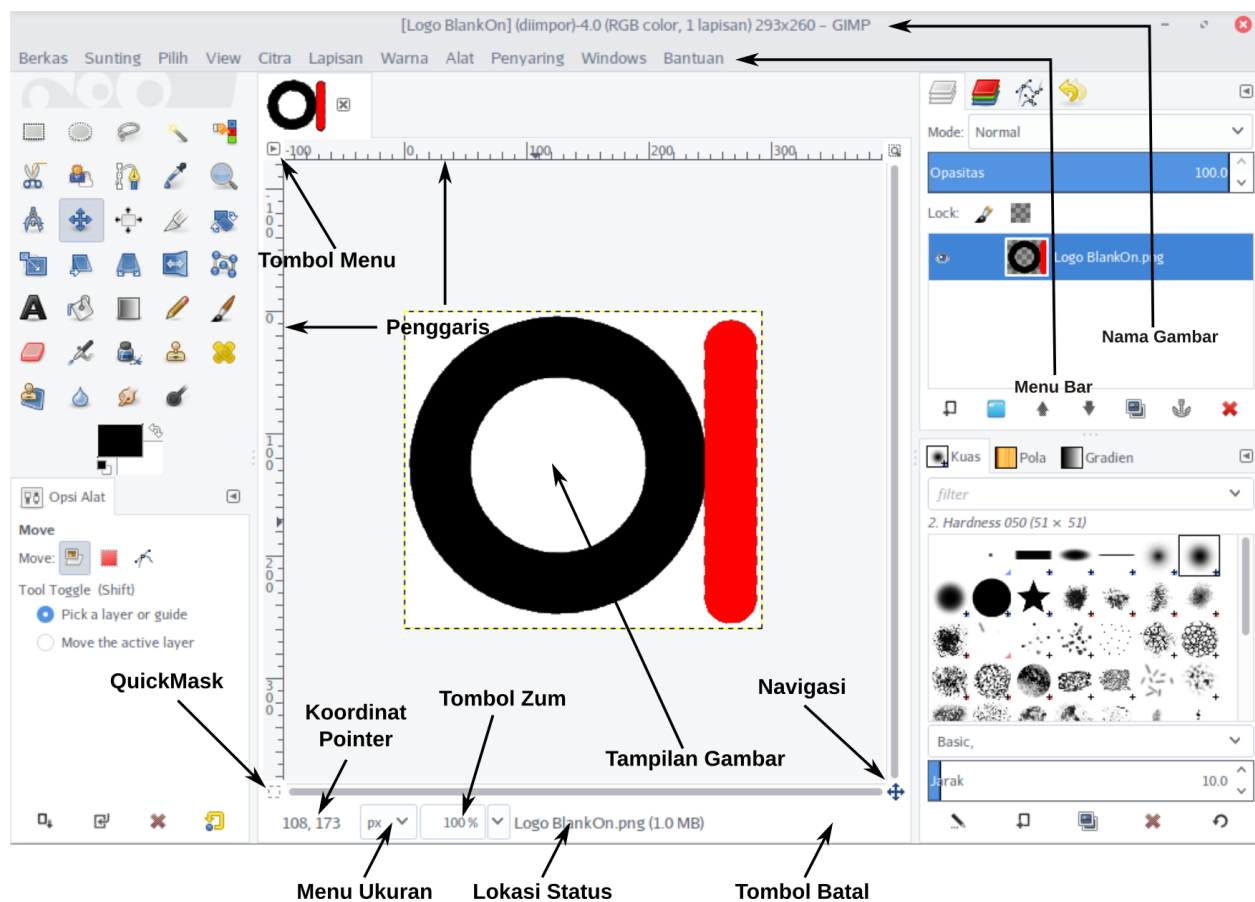 [Logo BlankOn] (diimpor)-4.0 (RGB color, 1 lapisan) 293x260 – GIMP
Berkas Sunting Pilih View Citra Lapisan Warna Alat Penyaring Windows Bantuan
-100 0 100 200 300
-100
0
100
200
300
Mode: Normal
Opasitas 100.0
Lock:
Logo BlankOn.png
Tombol Menu
Penggaris
Nama Gambar
Menu Bar
Kuas Pola Gradien
filter
2. Hardness 050 (51 × 51)
Opsi Alat
Move
Move:
Tool Toggle (Shift)
Pick a layer or guide
Move the active layer
QuickMask
Koordinat
Pointer
Tombol Zum
Tampilan Gambar
Navigasi
Basic,
Jarak 10.0
108, 173 px 100 % Logo BlankOn.png (1.0 MB)
Menu Ukuran
Lokasi Status
Tombol Batal